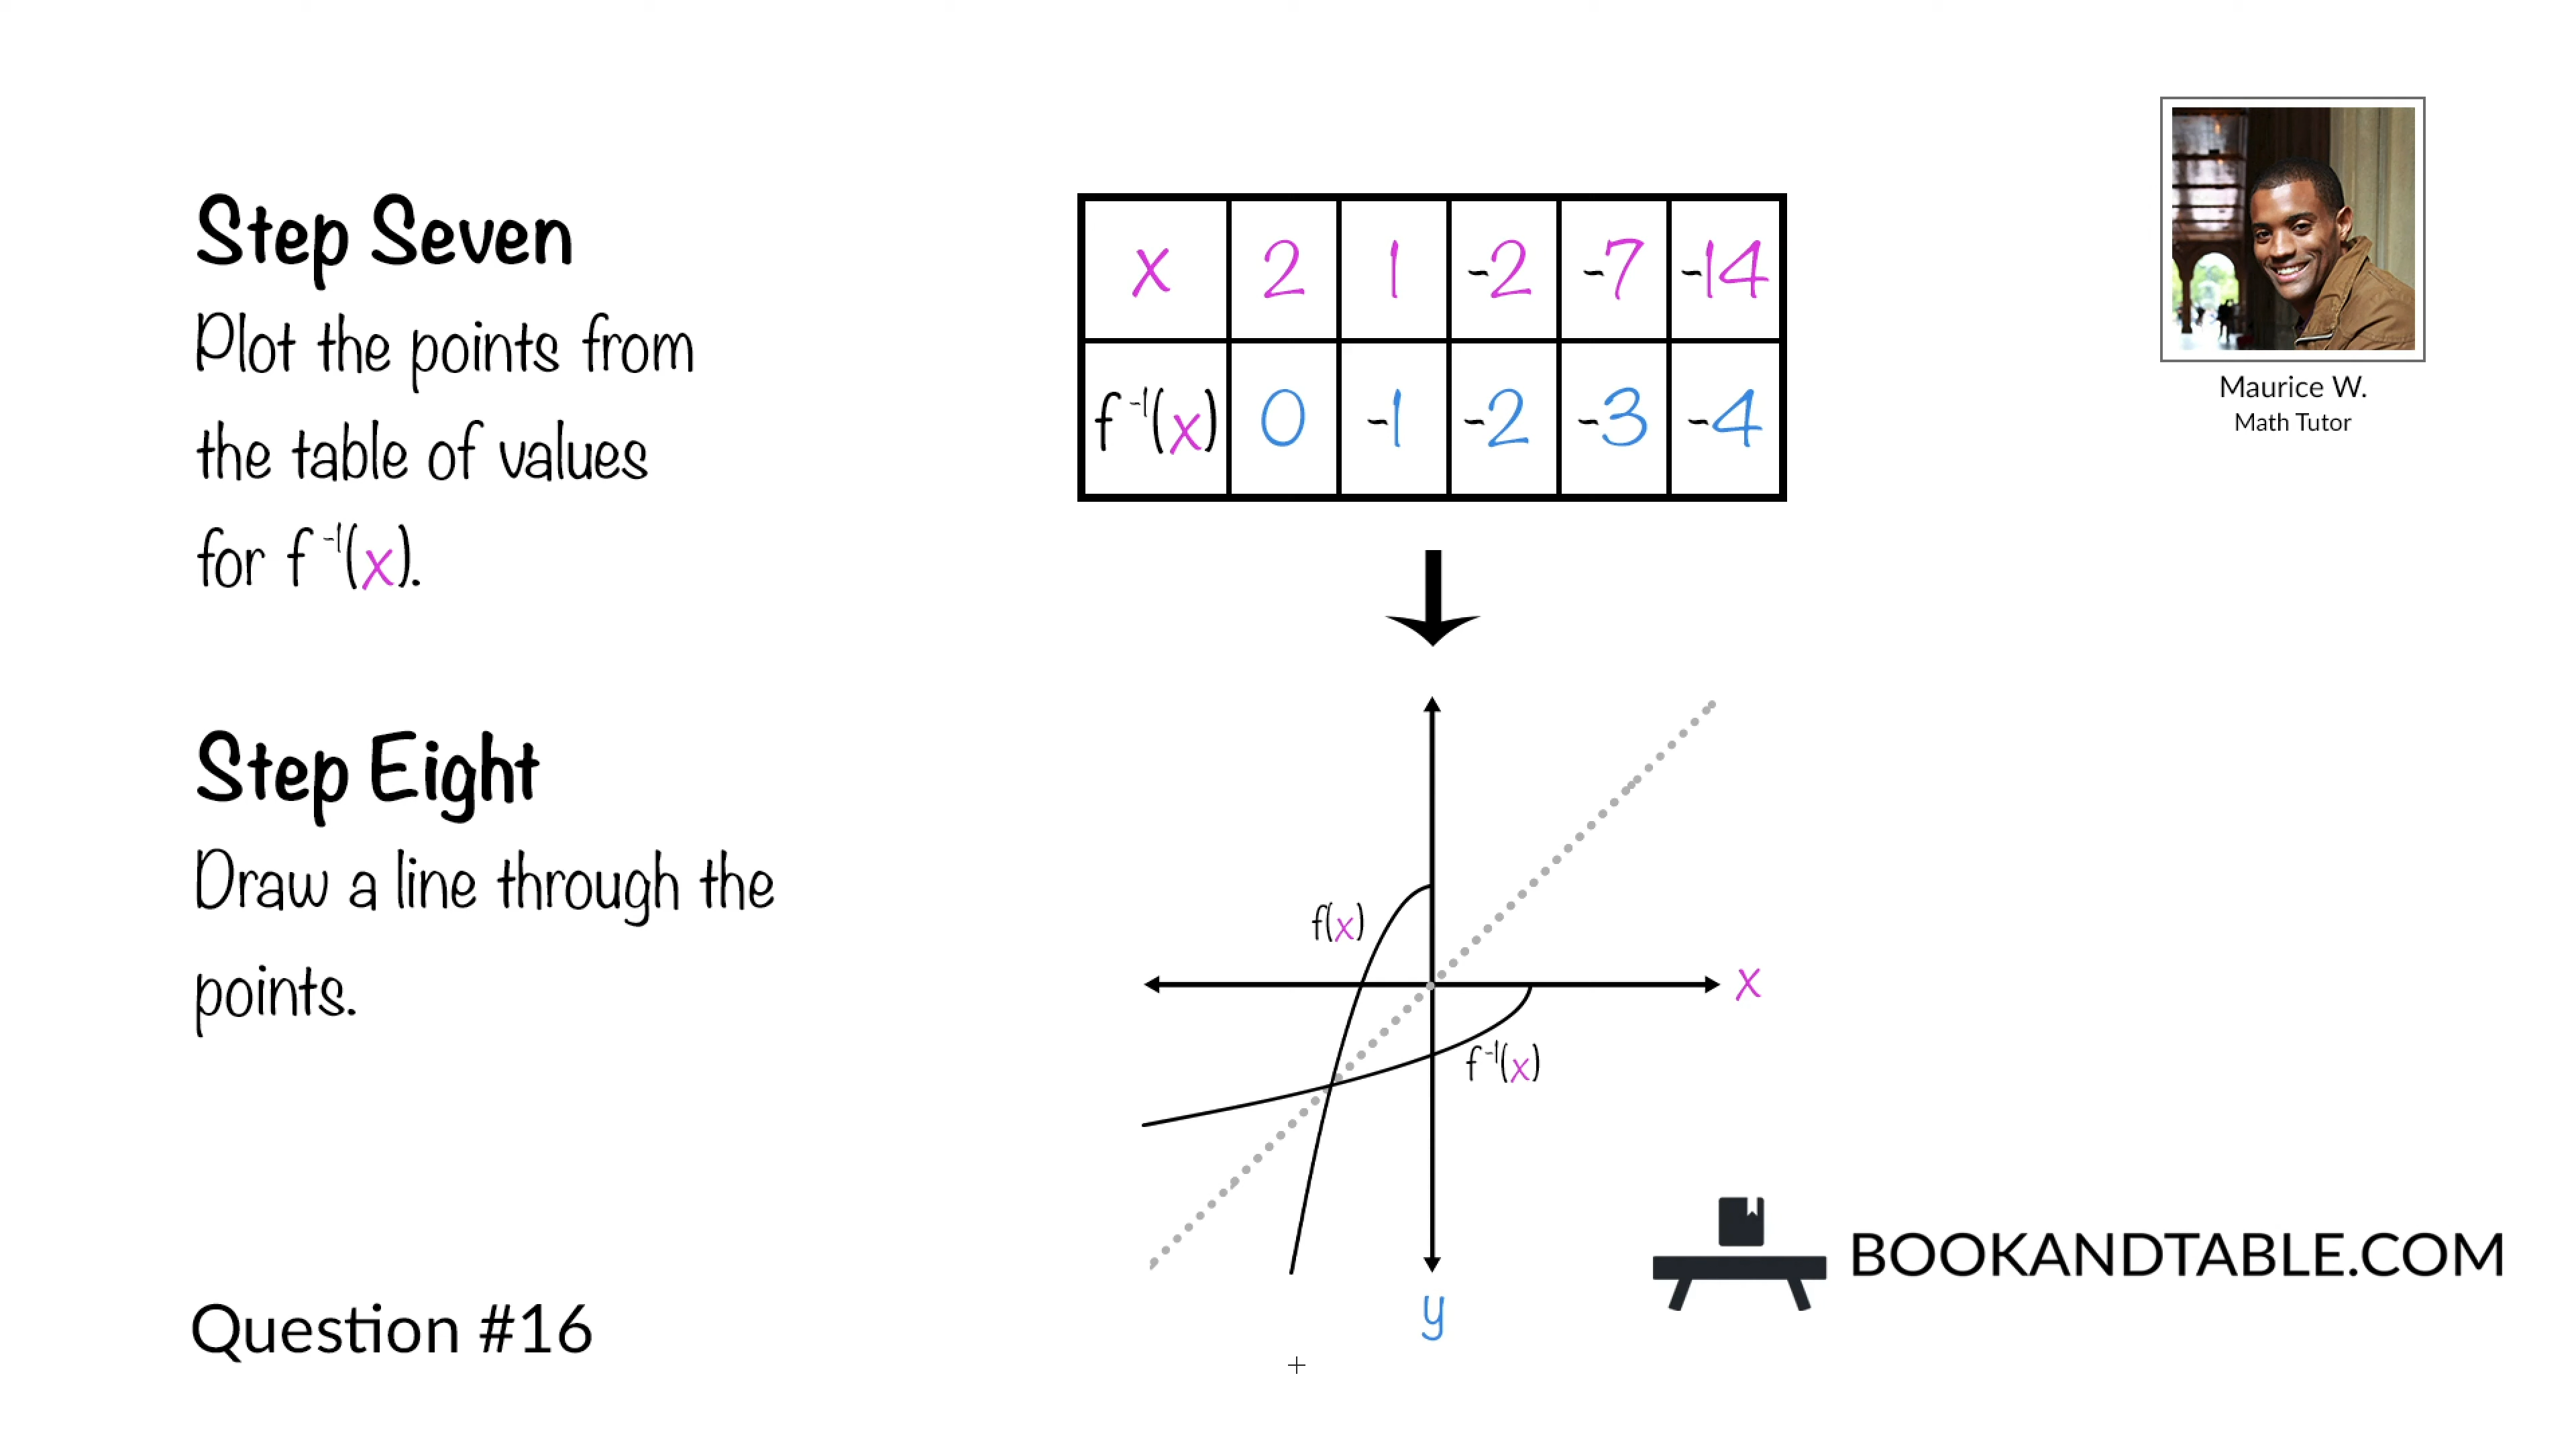 Step Seven
Plot the points from
the table of values
for f⁻¹(x).
Step Eight
Draw a line through the
points.
Question #16
x 2 1 -2 -7 -14
f⁻¹(x) 0 -1 -2 -3 -4
f(x)
x
f⁻¹(x)
y
Maurice W.
Math Tutor
BOOKANDTABLE.COM